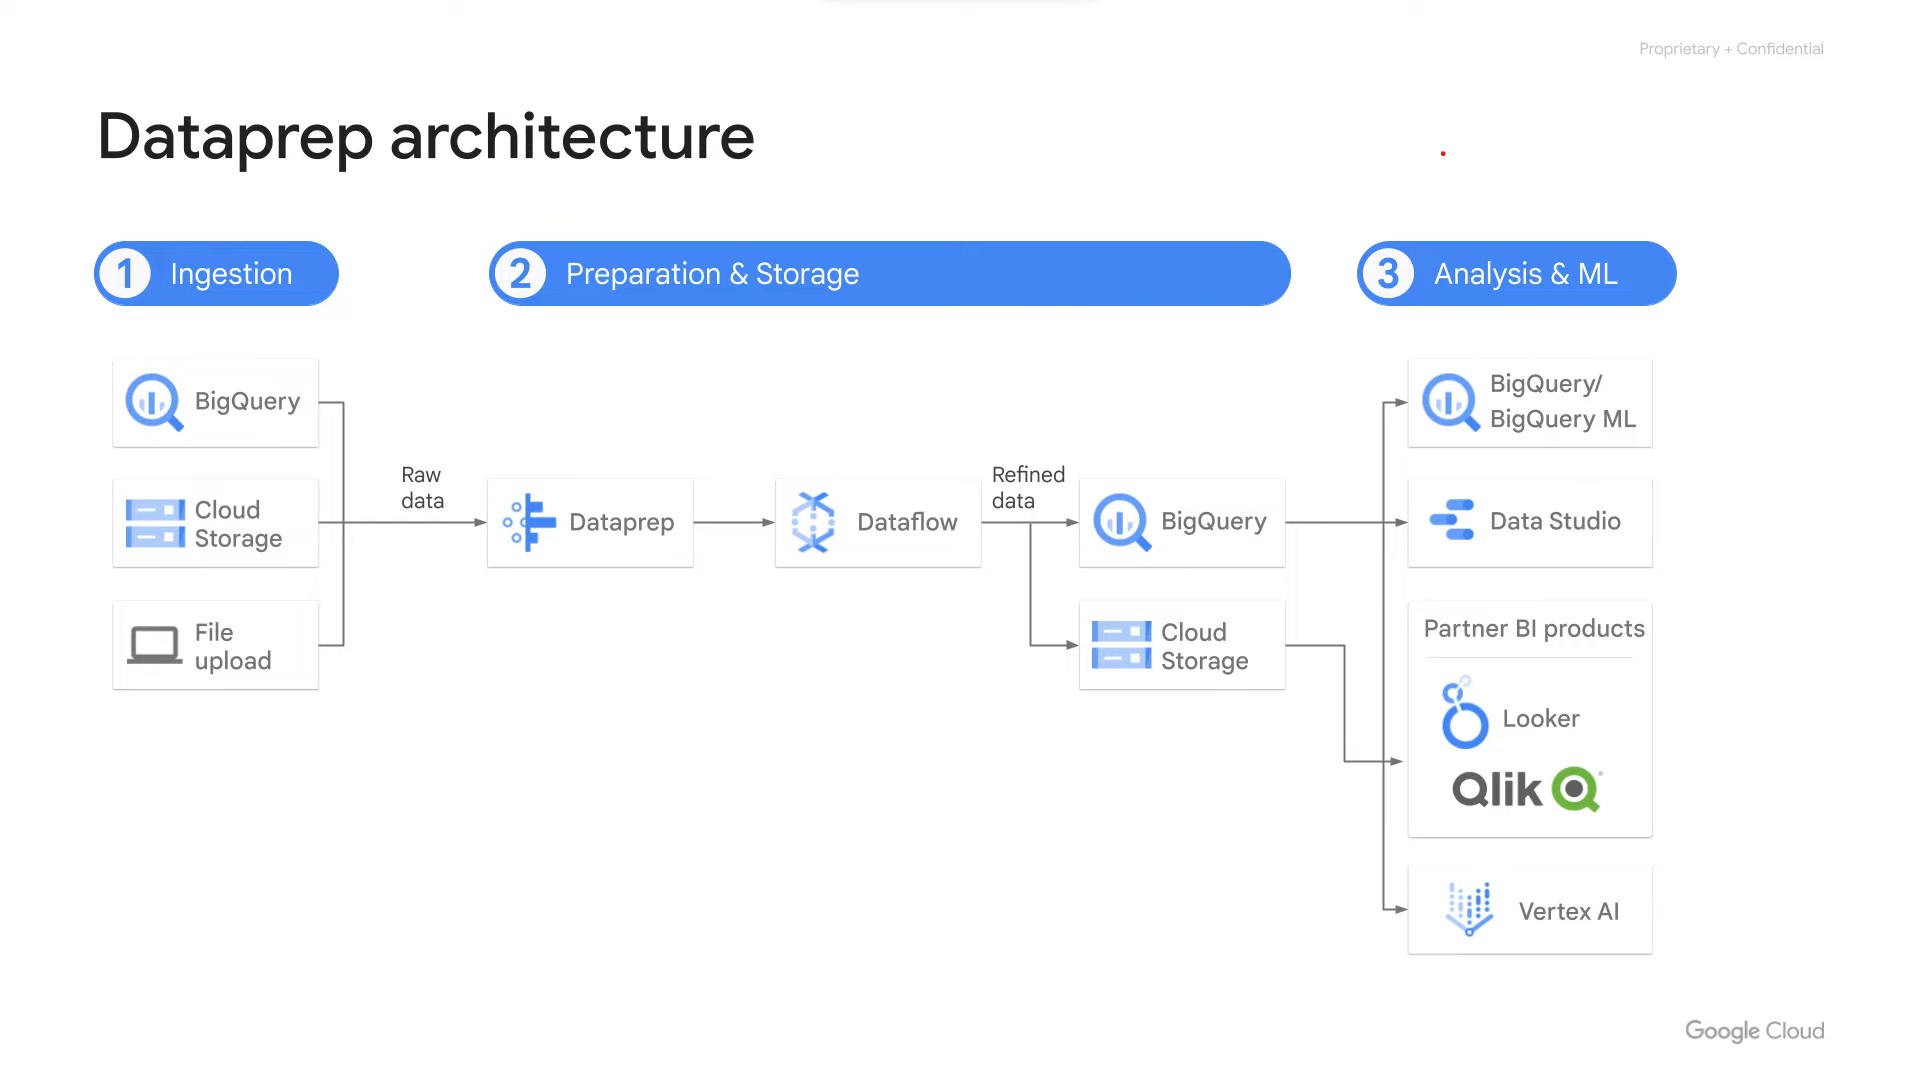 Proprietary + Confidential
Dataprep architecture
1 Ingestion
2 Preparation & Storage
3 Analysis & ML
BigQuery
Cloud
Storage
File
upload
Raw
data
Dataprep
Dataflow
Refined
data
BigQuery
Cloud
Storage
BigQuery/
BigQuery ML
Data Studio
Partner BI products
Looker
Qlik
Vertex AI
Google Cloud